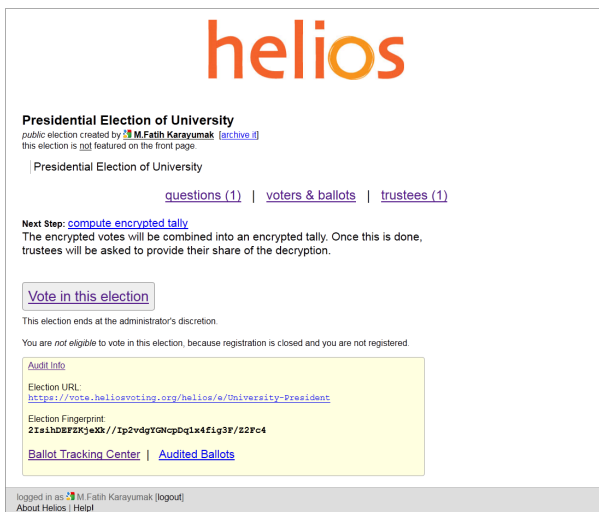 helios
Presidential Election of University
public election created by M.Fatih Karayumak [archive it]
this election is not featured on the front page.
Presidential Election of University
questions (1) | voters & ballots | trustees (1)
Next Step: compute encrypted tally
The encrypted votes will be combined into an encrypted tally. Once this is done,
trustees will be asked to provide their share of the decryption.
Vote in this election
This election ends at the administrator's discretion.
You are not eligible to vote in this election, because registration is closed and you are not registered.
Audit Info
Election URL:
https://vote.heliosvoting.org/helios/e/University-President
Election Fingerprint:
2IsihDEFZKjeXk//Ip2vdgYGNcpDq1x4fig3F/Z2Fc4
Ballot Tracking Center | Audited Ballots
logged in as M.Fatih Karayumak [logout]
About Helios | Help!